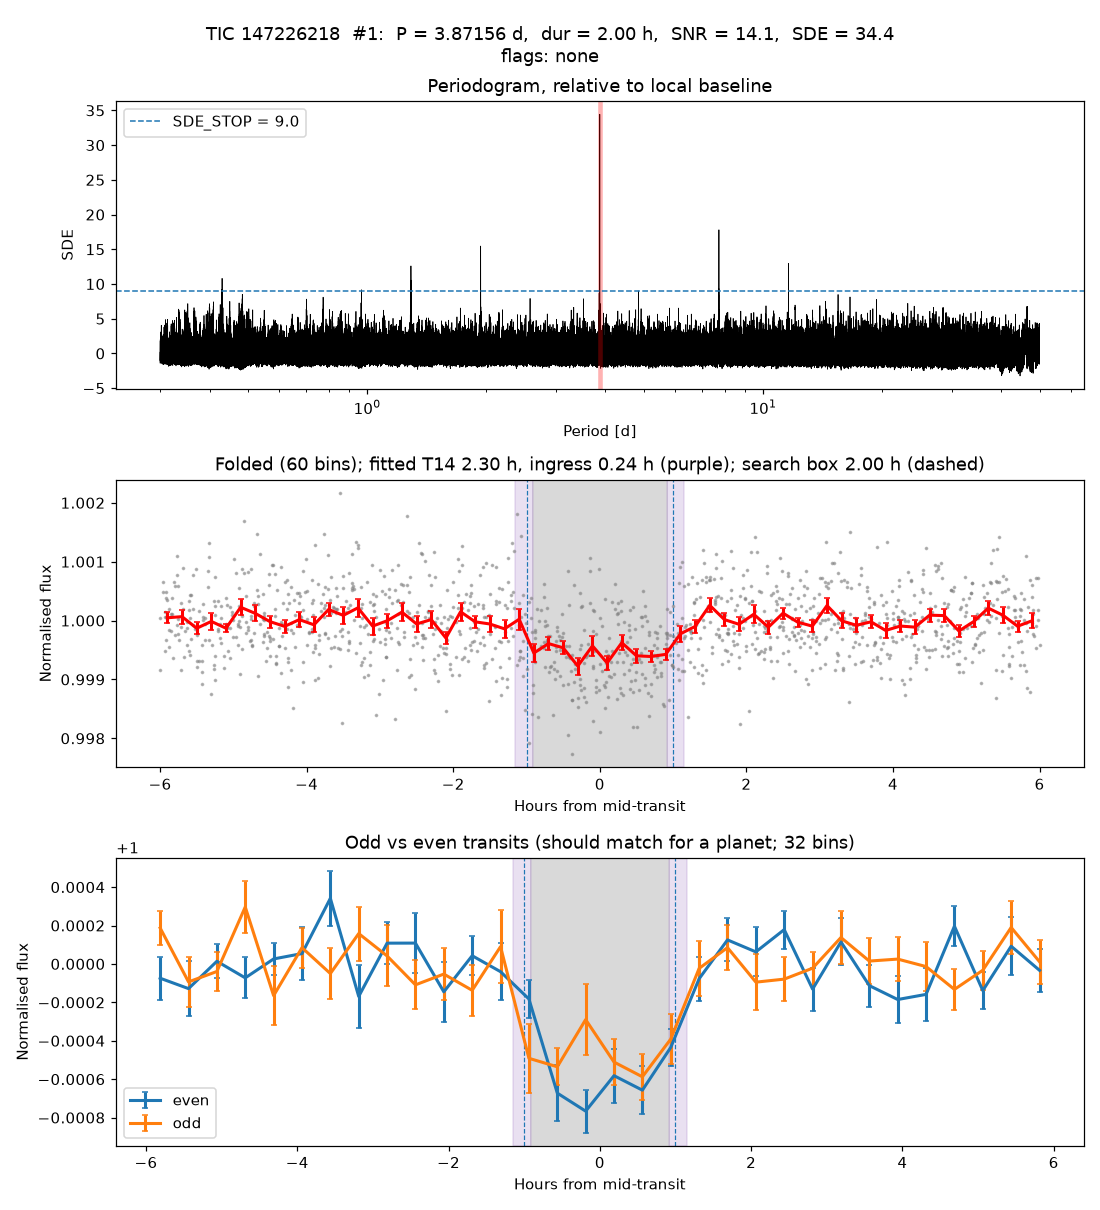 TIC 147226218  #1:  P = 3.87156 d,  dur = 2.00 h,  SNR = 14.1,  SDE = 34.4
flags: none
Periodogram, relative to local baseline
SDE_STOP = 9.0
35
30
25
20
15
10
5
0
−5
SDE
10⁰
10¹
Period [d]
Folded (60 bins); fitted T14 2.30 h, ingress 0.24 h (purple); search box 2.00 h (dashed)
1.002
1.001
1.000
0.999
0.998
Normalised flux
−6
−4
−2
0
2
4
6
Hours from mid-transit
Odd vs even transits (should match for a planet; 32 bins)
+1
0.0004
0.0002
0.0000
−0.0002
−0.0004
−0.0006
−0.0008
Normalised flux
even
odd
−6
−4
−2
0
2
4
6
Hours from mid-transit